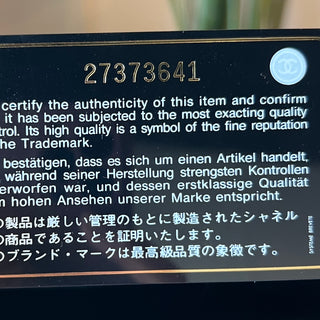 27373641
certify the authenticity of this item and confirm
it has been subjected to the most exacting quality
trol. Its high quality is a symbol of the fine reputation
he Trademark.
bestätigen, dass es sich um einen Artikel handelt,
während seiner Herstellung strengsten Kontrollen
erworfen war, und dessen erstklassige Qualität
m hohen Ansehen unserer Marke entspricht.
の製品は厳しい管理のもとに製造されたシャネル
の商品であることを証明いたします。
のブランド・マークは最高級品質の象徴です。